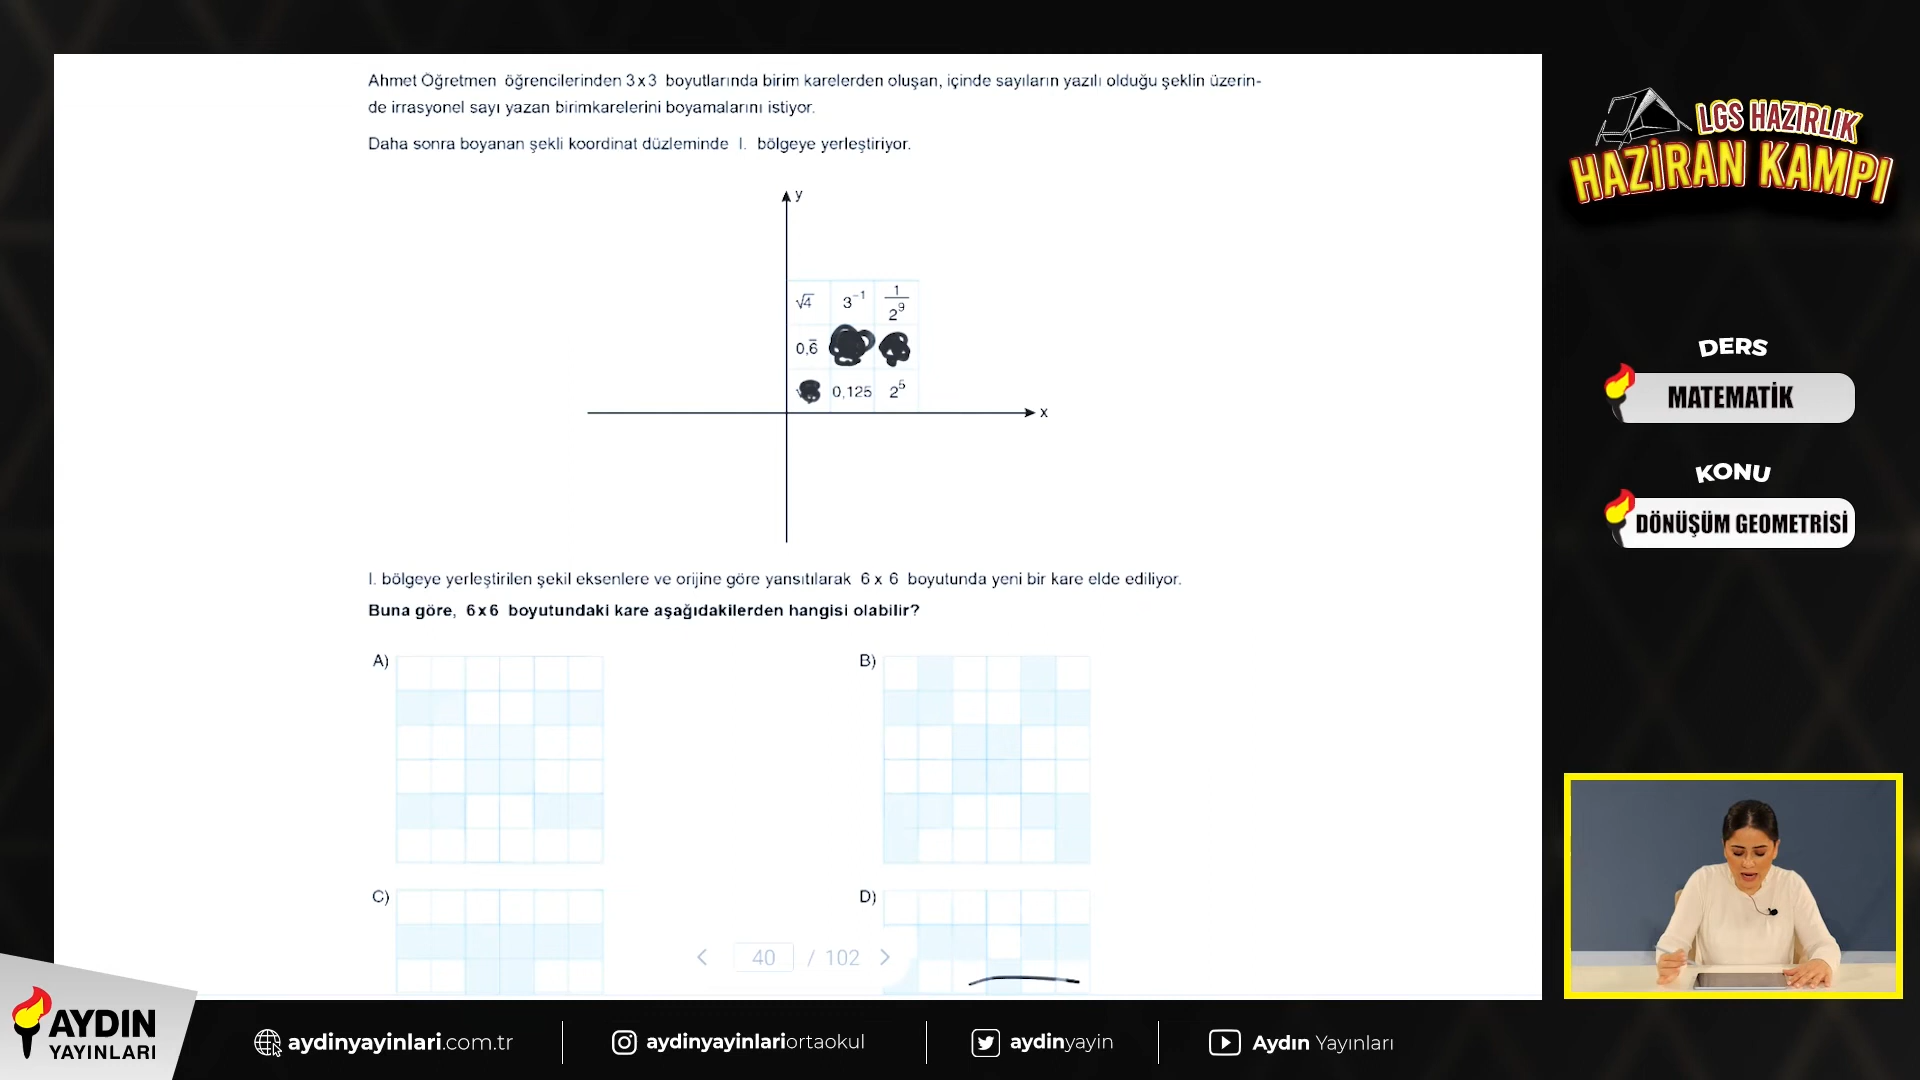 Ahmet Öğretmen öğrencilerinden 3x3 boyutlarında birim karelerden oluşan, içinde sayıların yazılı olduğu şeklin üzerin-
de irrasyonel sayı yazan birimkarelerini boyamalarını istiyor.
Daha sonra boyanan şekli koordinat düzleminde I. bölgeye yerleştiriyor.
y
√4 3⁻¹ 1/2⁹
0,6̅
0,125 2⁵
x
I. bölgeye yerleştirilen şekil eksenlere ve orijine göre yansıtılarak 6 x 6 boyutunda yeni bir kare elde ediliyor.
Buna göre, 6x6 boyutundaki kare aşağıdakilerden hangisi olabilir?
A)
B)
C)
D)
< 40 / 102 >
LGS HAZIRLIK
HAZİRAN KAMPI
DERS
MATEMATİK
KONU
DÖNÜŞÜM GEOMETRİSİ
AYDIN
YAYINLARI
aydinyayinlari.com.tr
aydinyayinlariortaokul
aydinyayin
Aydın Yayınları